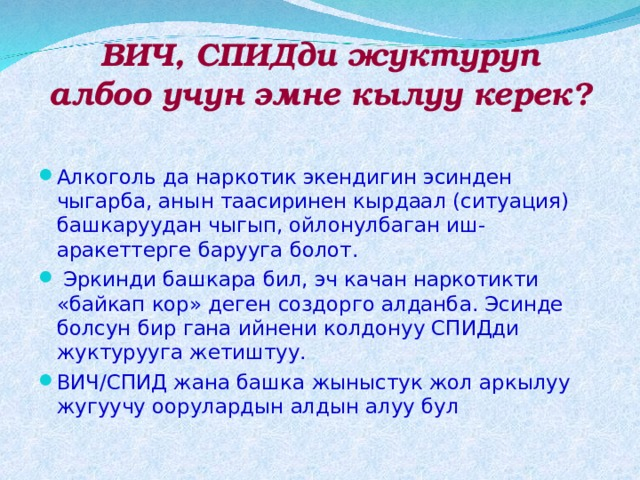 ВИЧ, СПИДди жуктуруп
албоо учун эмне кылуу керек?
Алкоголь да наркотик экендигин эсинден
чыгарба, анын таасиринен кырдаал (ситуация)
башкаруудан чыгып, ойлонулбаган иш-
аракеттерге барууга болот.
Эркинди башкара бил, эч качан наркотикти
«байкап кор» деген создорго алданба. Эсинде
болсун бир гана ийнени колдонуу СПИДди
жуктурууга жетиштуу.
ВИЧ/СПИД жана башка жыныстук жол аркылуу
жугуучу оорулардын алдын алуу бул